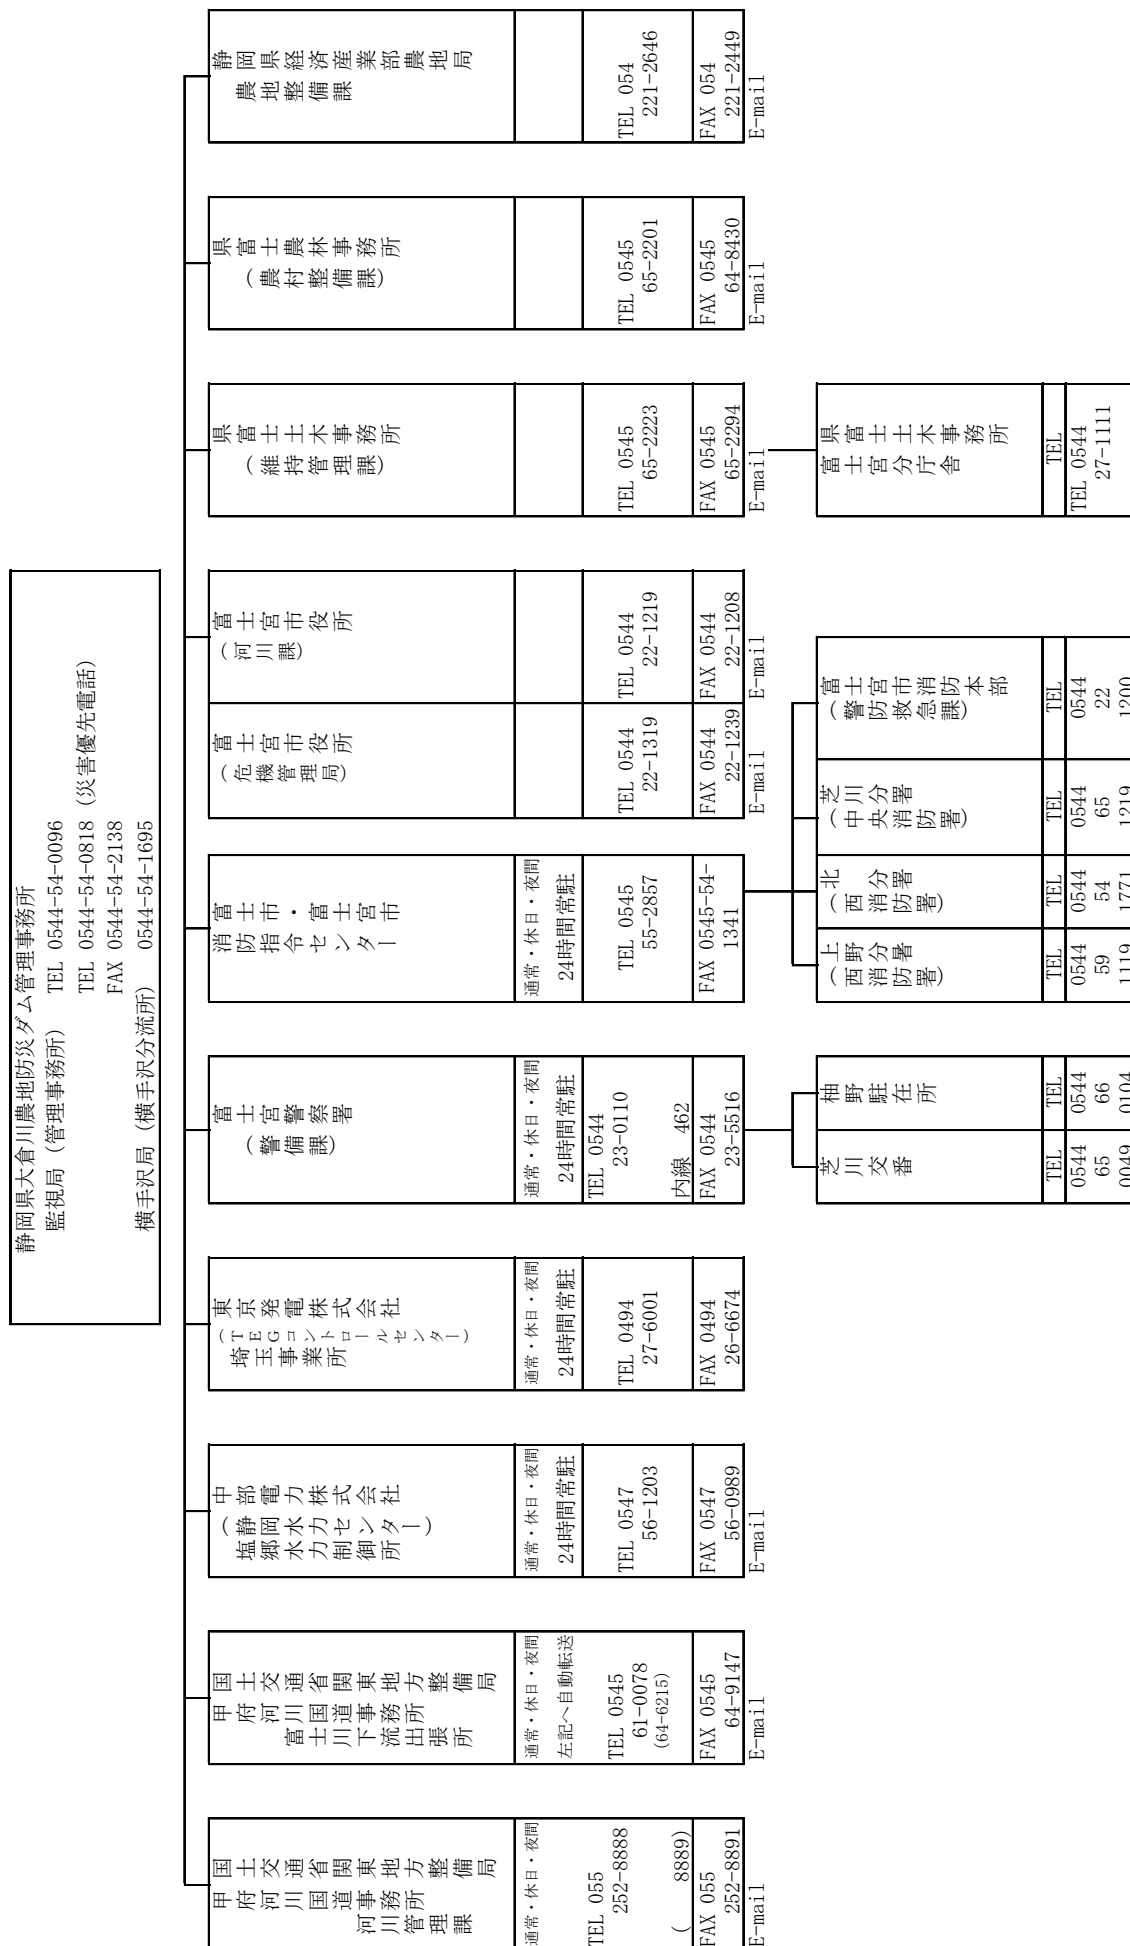 静岡県大倉川農地防災ダム管理事務所
監視局（管理事務所） TEL 0544-54-0096
TEL 0544-54-0818（災害優先電話）
FAX 0544-54-2138
横手沢局（横手沢分流所） 0544-54-1695
国土交通省関東地方整備局
甲府河川国道事務所
河川管理課
通常・休日・夜間
TEL 055
252-8888
( 8889)
FAX 055
252-8891
E-mail
国土交通省関東地方整備局
甲府河川国道事務所
富士川下流出張所
通常・休日・夜間
左記へ自動転送
TEL 0545
61-0078
(64-6215)
FAX 0545
64-9147
E-mail
中部電力株式会社
（静岡水力センター）
塩郷水力制御所
通常・休日・夜間
24時間常駐
TEL 0547
56-1203
FAX 0547
56-0989
E-mail
東京発電株式会社
（TEGコントロールセンター）
埼玉事業所
通常・休日・夜間
24時間常駐
TEL 0494
27-6001
FAX 0494
26-6674
富士宮警察署
（警備課）
通常・休日・夜間
24時間常駐
TEL 0544
23-0110
内線 462
FAX 0544
23-5516
芝川交番
TEL
0544
65
0049
柚野駐在所
TEL
0544
66
0104
富士市・富士宮市
消防指令センター
通常・休日・夜間
24時間常駐
TEL 0545
55-2857
FAX 0545-54-
1341
上野分署
（西消防署）
TEL
0544
59
1119
北分署
（西消防署）
TEL
0544
54
1771
芝川分署
（中央消防署）
TEL
0544
65
1219
富士宮市消防本部
（警防救急課）
TEL
0544
22
1200
富士宮市役所
（危機管理局）
TEL 0544
22-1319
FAX 0544
22-1239
E-mail
富士宮市役所
（河川課）
TEL 0544
22-1219
FAX 0544
22-1208
E-mail
県富士土木事務所
（維持管理課）
TEL 0545
65-2223
FAX 0545
65-2294
E-mail
県富士土木事務所
富士宮分庁舎
TEL
TEL 0544
27-1111
県富士農林事務所
（農村整備課）
TEL 0545
65-2201
FAX 0545
64-8430
E-mail
静岡県経済産業部農地局
農地整備課
TEL 054
221-2646
FAX 054
221-2449
E-mail